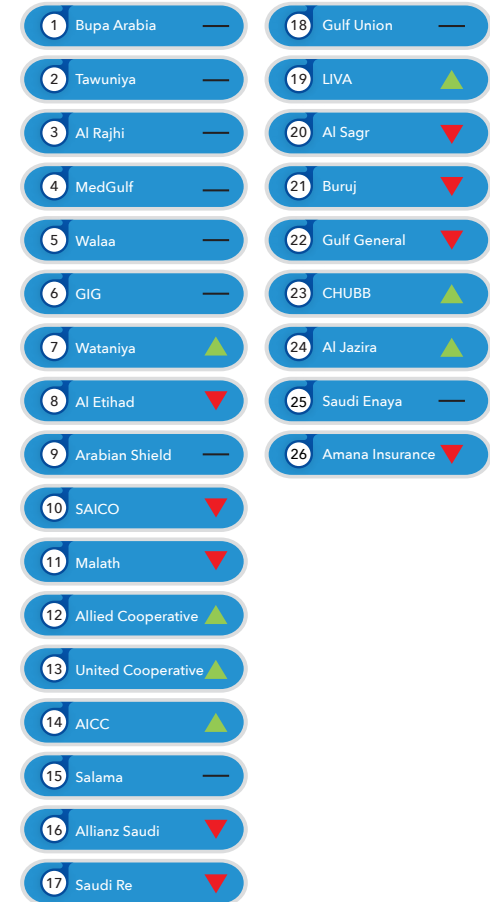 1 Bupa Arabia
2 Tawuniya
3 Al Rajhi
4 MedGulf
5 Walaa
6 GIG
7 Wataniya
8 Al Etihad
9 Arabian Shield
10 SAICO
11 Malath
12 Allied Cooperative
13 United Cooperative
14 AICC
15 Salama
16 Allianz Saudi
17 Saudi Re
18 Gulf Union
19 LIVA
20 Al Sagr
21 Buruj
22 Gulf General
23 CHUBB
24 Al Jazira
25 Saudi Enaya
26 Amana Insurance